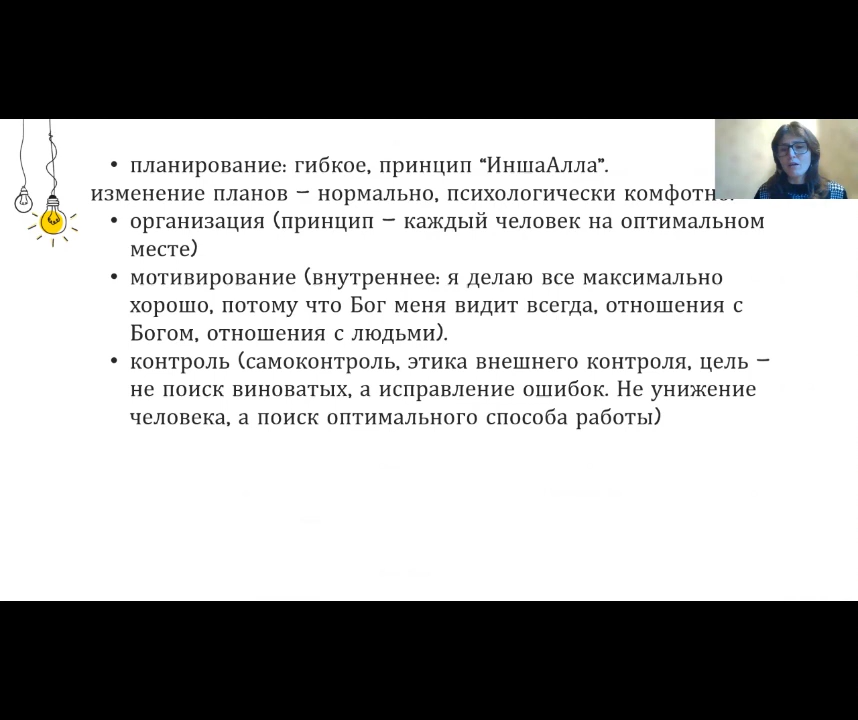 • планирование: гибкое, принцип “ИншаАлла”.
изменение планов – нормально, психологически комфотно.
• организация (принцип – каждый человек на оптимальном
месте)
• мотивирование (внутреннее: я делаю все максимально
хорошо, потому что Бог меня видит всегда, отношения с
Богом, отношения с людьми).
• контроль (самоконтроль, этика внешнего контроля, цель –
не поиск виноватых, а исправление ошибок. Не унижение
человека, а поиск оптимального способа работы)